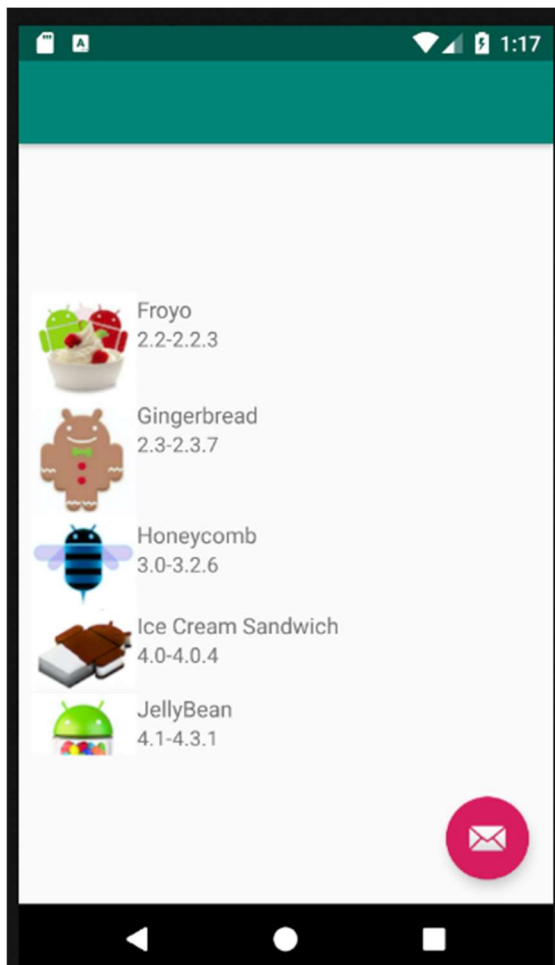 1:17
Froyo
2.2-2.2.3
Gingerbread
2.3-2.3.7
Honeycomb
3.0-3.2.6
Ice Cream Sandwich
4.0-4.0.4
JellyBean
4.1-4.3.1